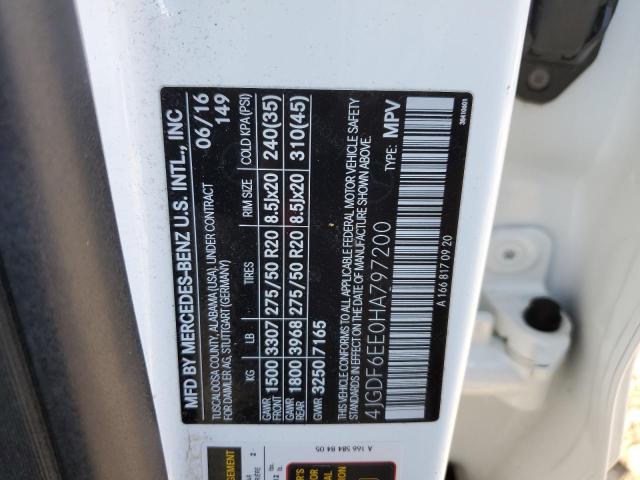 MFD BY MERCEDES-BENZ U.S. INTL., INC
06/16
TUSCALOOSA COUNTY, ALABAMA (USA) UNDER CONTRACT
149
FOR DAIMLER AG, STUTTGART (GERMANY)
KG LB TIRES RIM SIZE COLD KPA (PSI)
GAWR FRONT 1500 3307 275/50 R20 8.5Jx20 240(35)
GAWR REAR 1800 3968 275/50 R20 8.5Jx20 310(45)
GVWR 3250 7165
THIS VEHICLE CONFORMS TO ALL APPLICABLE FEDERAL MOTOR VEHICLE SAFETY
STANDARDS IN EFFECT ON THE DATE OF MANUFACTURE SHOWN ABOVE.
4JGDF6EE0HA797200 TYPE: MPV
A 166 817 09 20
A 166 584 84 05
2